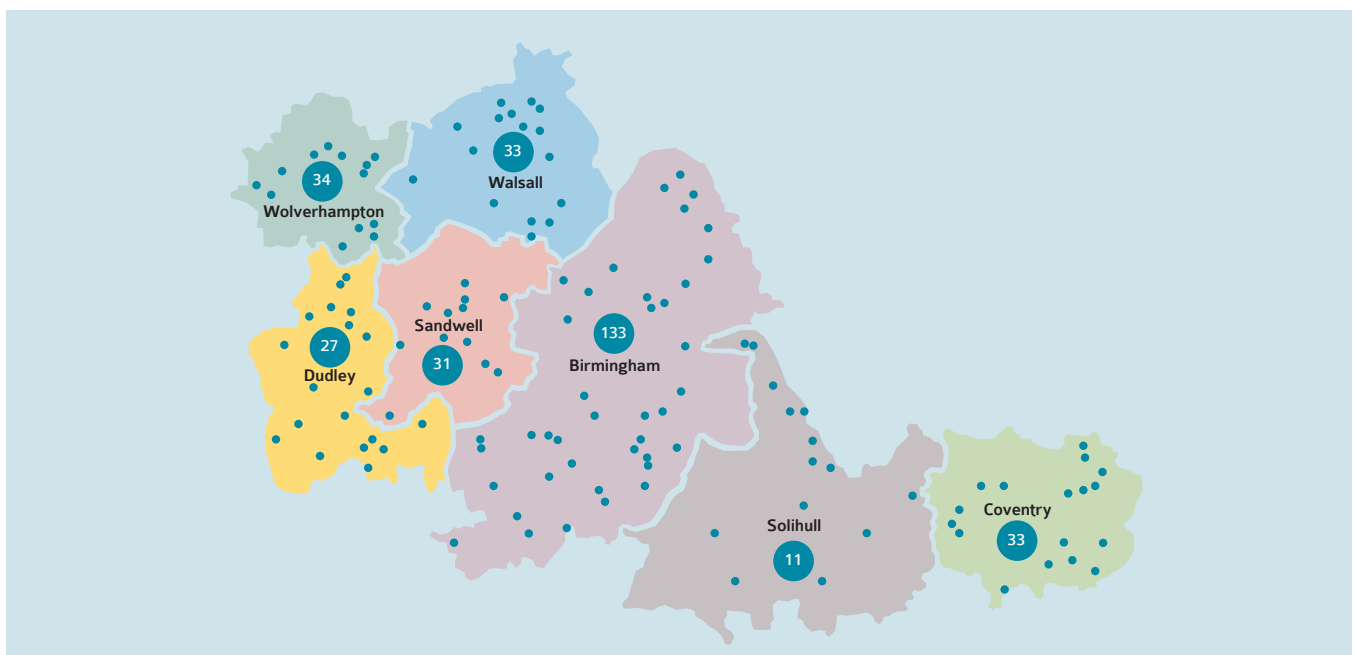 33
Walsall
34
Wolverhampton
Sandwell
31
27
Dudley
133
Birmingham
Solihull
11
Coventry
33